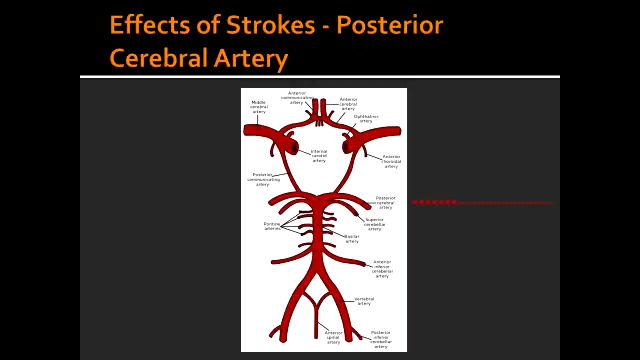 Effects of Strokes - Posterior
Cerebral Artery
Anterior
communicating
artery
Middle
cerebral
artery
Anterior
cerebral
artery
Ophthalmic
artery
Internal
carotid
artery
Anterior
choroidal
artery
Posterior
communicating
artery
Posterior
cerebral
artery
Superior
cerebellar
artery
Pontine
arteries
Basilar
artery
Anterior
inferior
cerebellar
artery
Vertebral
artery
Anterior
spinal
artery
Posterior
inferior
cerebellar
artery